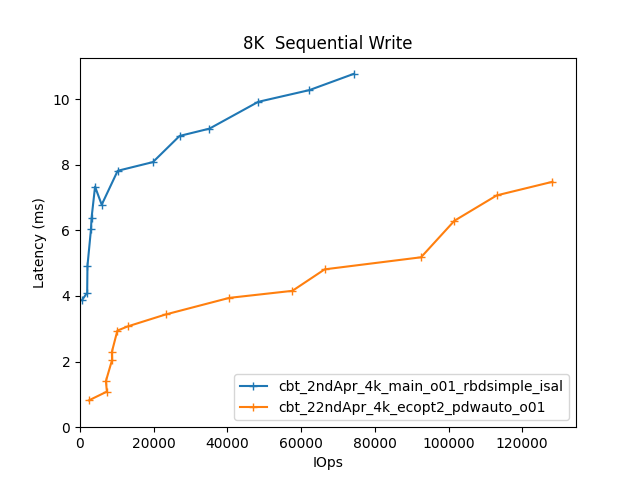 8K  Sequential Write
Latency (ms)
10
8
6
4
2
0
0 20000 40000 60000 80000 100000 120000
IOps
cbt_2ndApr_4k_main_o01_rbdsimple_isal
cbt_22ndApr_4k_ecopt2_pdwauto_o01